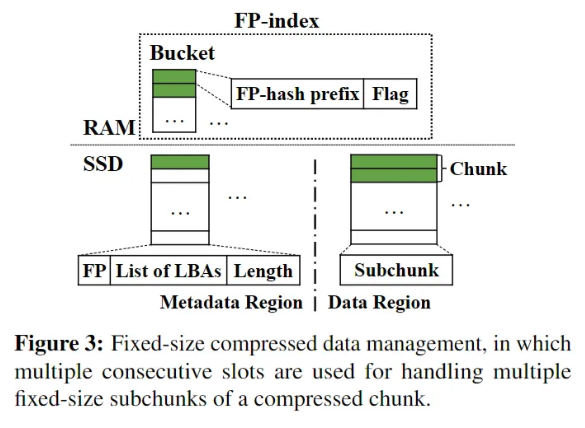 FP-index
Bucket
FP-hash prefix Flag
... ...
RAM
SSD
Chunk
... ... ... ...
FP List of LBAs Length Subchunk
Metadata Region Data Region
Figure 3: Fixed-size compressed data management, in which
multiple consecutive slots are used for handling multiple
fixed-size subchunks of a compressed chunk.